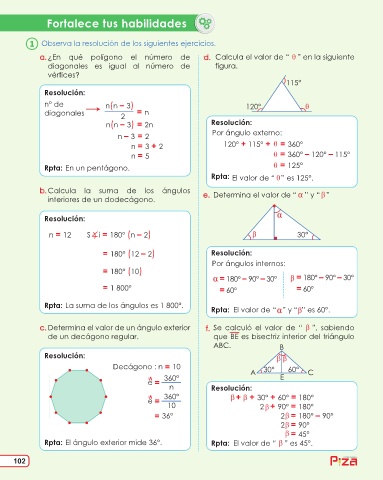 Fortalece tus habilidades
1 Observa la resolución de los siguientes ejercicios.
a. ¿En qué polígono el número de
diagonales es igual al número de
vértices?
Resolución:
nº de
diagonales → n(n − 3) / 2 = n
n(n − 3) = 2n
n − 3 = 2
n = 3 + 2
n = 5
Rpta: En un pentágono.
b. Calcula la suma de los ángulos
interiores de un dodecágono.
Resolución:
n = 12 S∡i = 180° (n − 2)
= 180° (12 − 2)
= 180° (10)
= 1 800°
Rpta: La suma de los ángulos es 1 800°.
c. Determina el valor de un ángulo exterior
de un decágono regular.
Resolución:
Decágono : n = 10
ê = 360° / n
ê = 360° / 10
= 36°
Rpta: El ángulo exterior mide 36°.
d. Calcula el valor de “ θ ” en la siguiente
figura.
115°
120° θ
Resolución:
Por ángulo externo:
120° + 115° + θ = 360°
θ = 360° − 120° − 115°
θ = 125°
Rpta: El valor de “ θ” es 125°.
e. Determina el valor de “ α ” y “ β”
α
β 30°
Resolución:
Por ángulos internos:
α = 180° − 90° − 30° β = 180° − 90° − 30°
= 60° = 60°
Rpta: El valor de “α” y “β” es 60°.
f. Se calculó el valor de “ β ”, sabiendo
que BE es bisectriz interior del triángulo
ABC.
B
β β
A 30° 60° C
E
Resolución:
β + β + 30° + 60° = 180°
2β + 90° = 180°
2β = 180° − 90°
2β = 90°
β = 45°
Rpta: El valor de “ β ” es 45°.
102
Piza